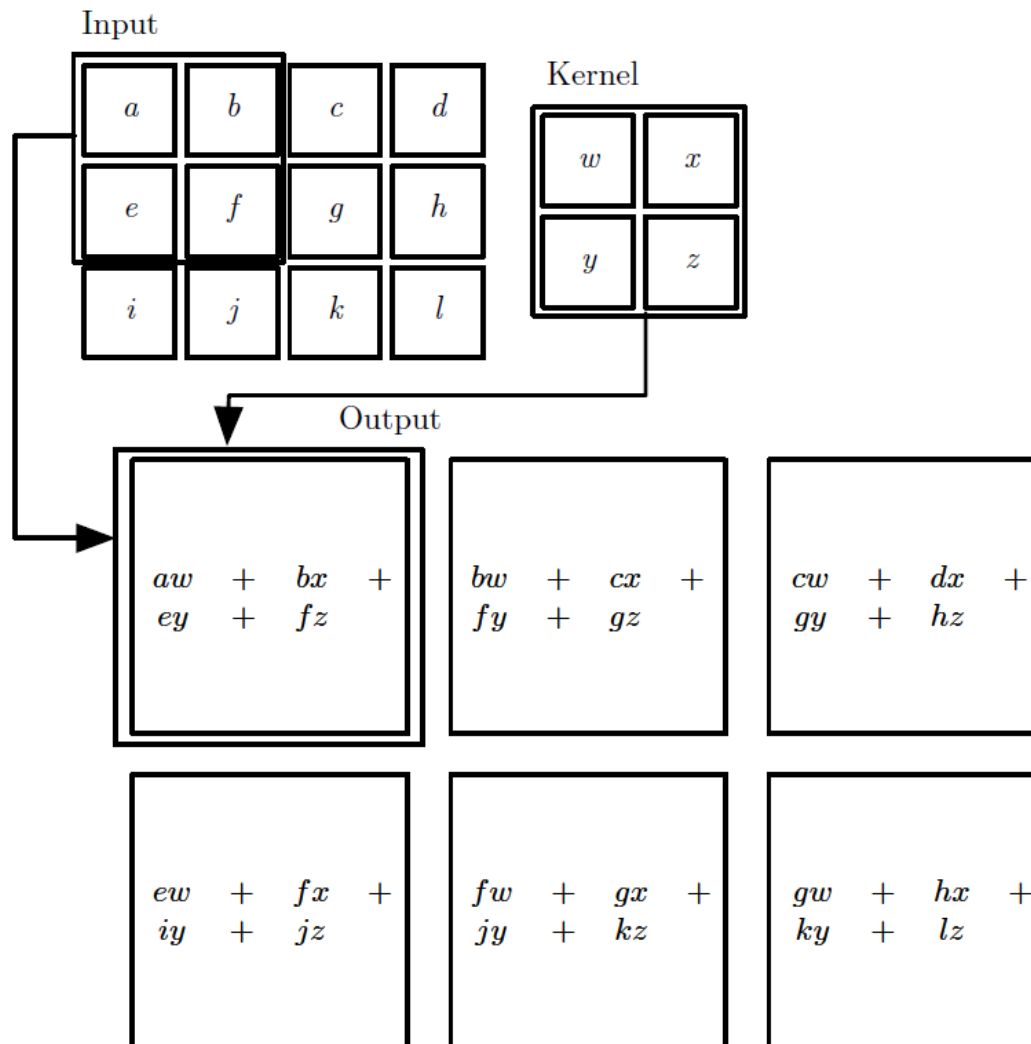 Input
a b c d
Kernel
w x
e f g h
y z
i j k l
Output
aw + bx + bw + cx + cw + dx +
ey + fz fy + gz gy + hz
ew + fx + fw + gx + gw + hx +
iy + jz jy + kz ky + lz